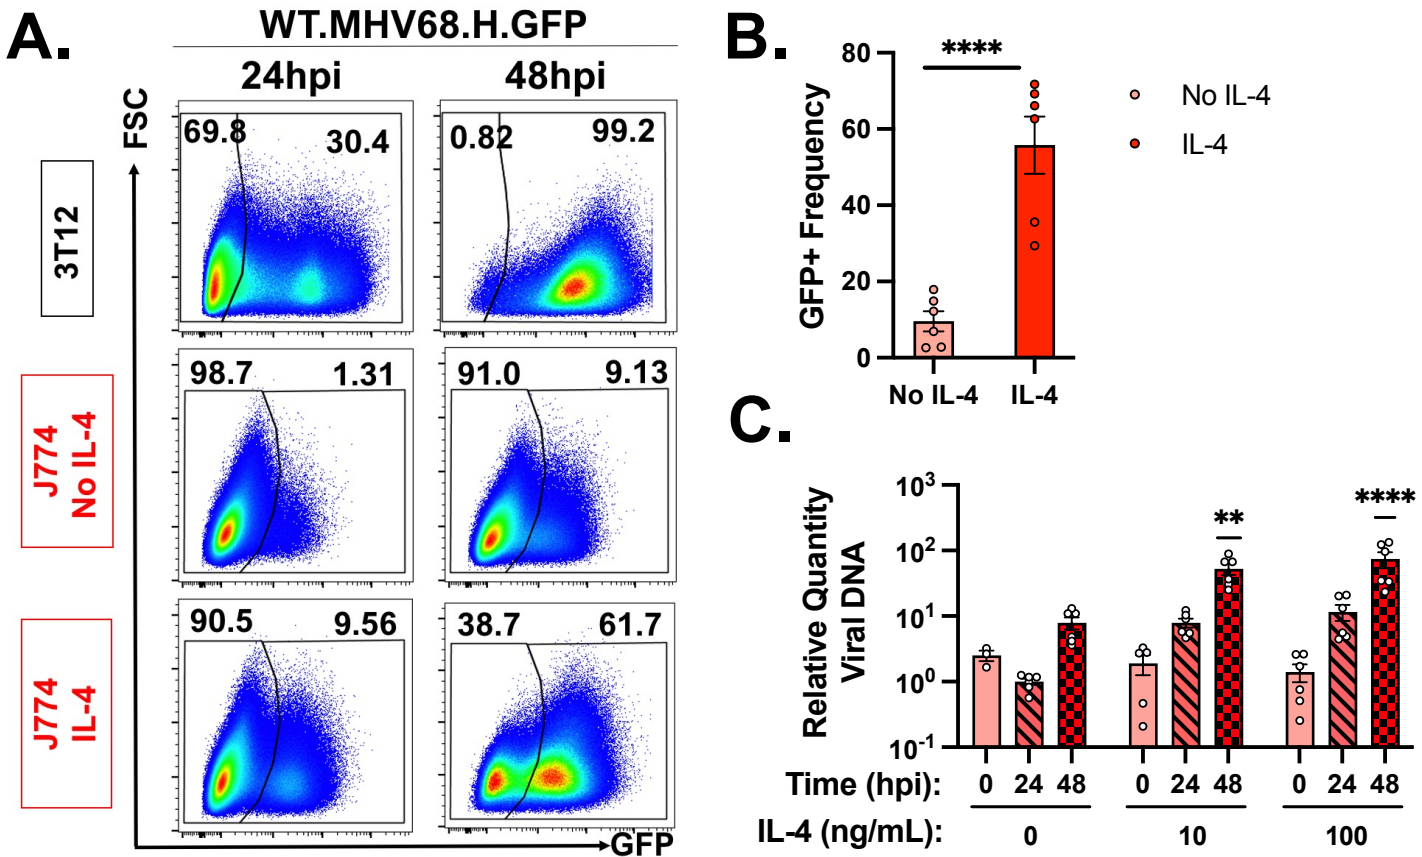 A.
WT.MHV68.H.GFP
24hpi 48hpi
FSC
3T12
69.8 30.4
0.82 99.2
J774
No IL-4
98.7 1.31
91.0 9.13
J774
IL-4
90.5 9.56
38.7 61.7
GFP
B.
GFP+ Frequency
80
60
40
20
0
****
No IL-4 IL-4
No IL-4
IL-4
C.
Relative Quantity
Viral DNA
10³
10²
10¹
10⁰
10⁻¹
**
****
Time (hpi): 0 24 48 0 24 48 0 24 48
IL-4 (ng/mL): 0 10 100